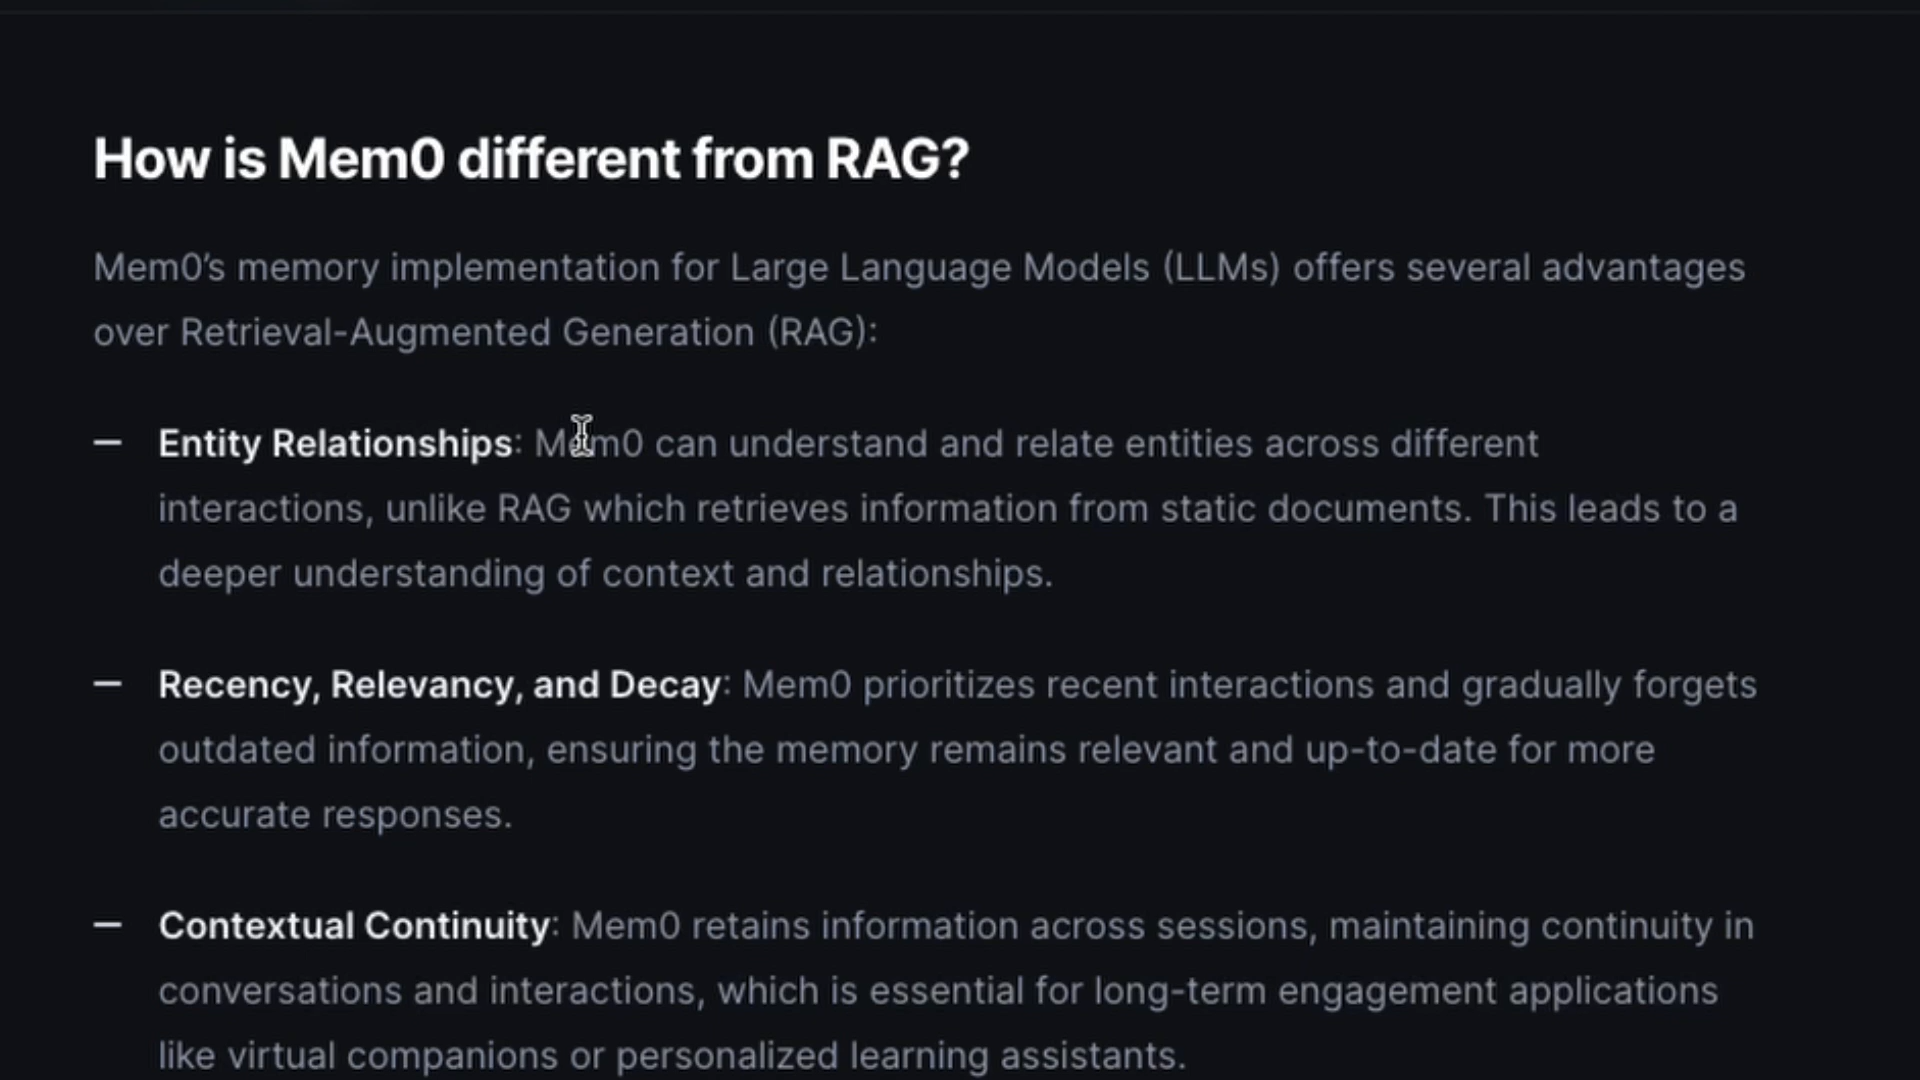 How is Mem0 different from RAG?
Mem0’s memory implementation for Large Language Models (LLMs) offers several advantages
over Retrieval-Augmented Generation (RAG):
— Entity Relationships: Mem0 can understand and relate entities across different
interactions, unlike RAG which retrieves information from static documents. This leads to a
deeper understanding of context and relationships.
— Recency, Relevancy, and Decay: Mem0 prioritizes recent interactions and gradually forgets
outdated information, ensuring the memory remains relevant and up-to-date for more
accurate responses.
— Contextual Continuity: Mem0 retains information across sessions, maintaining continuity in
conversations and interactions, which is essential for long-term engagement applications
like virtual companions or personalized learning assistants.